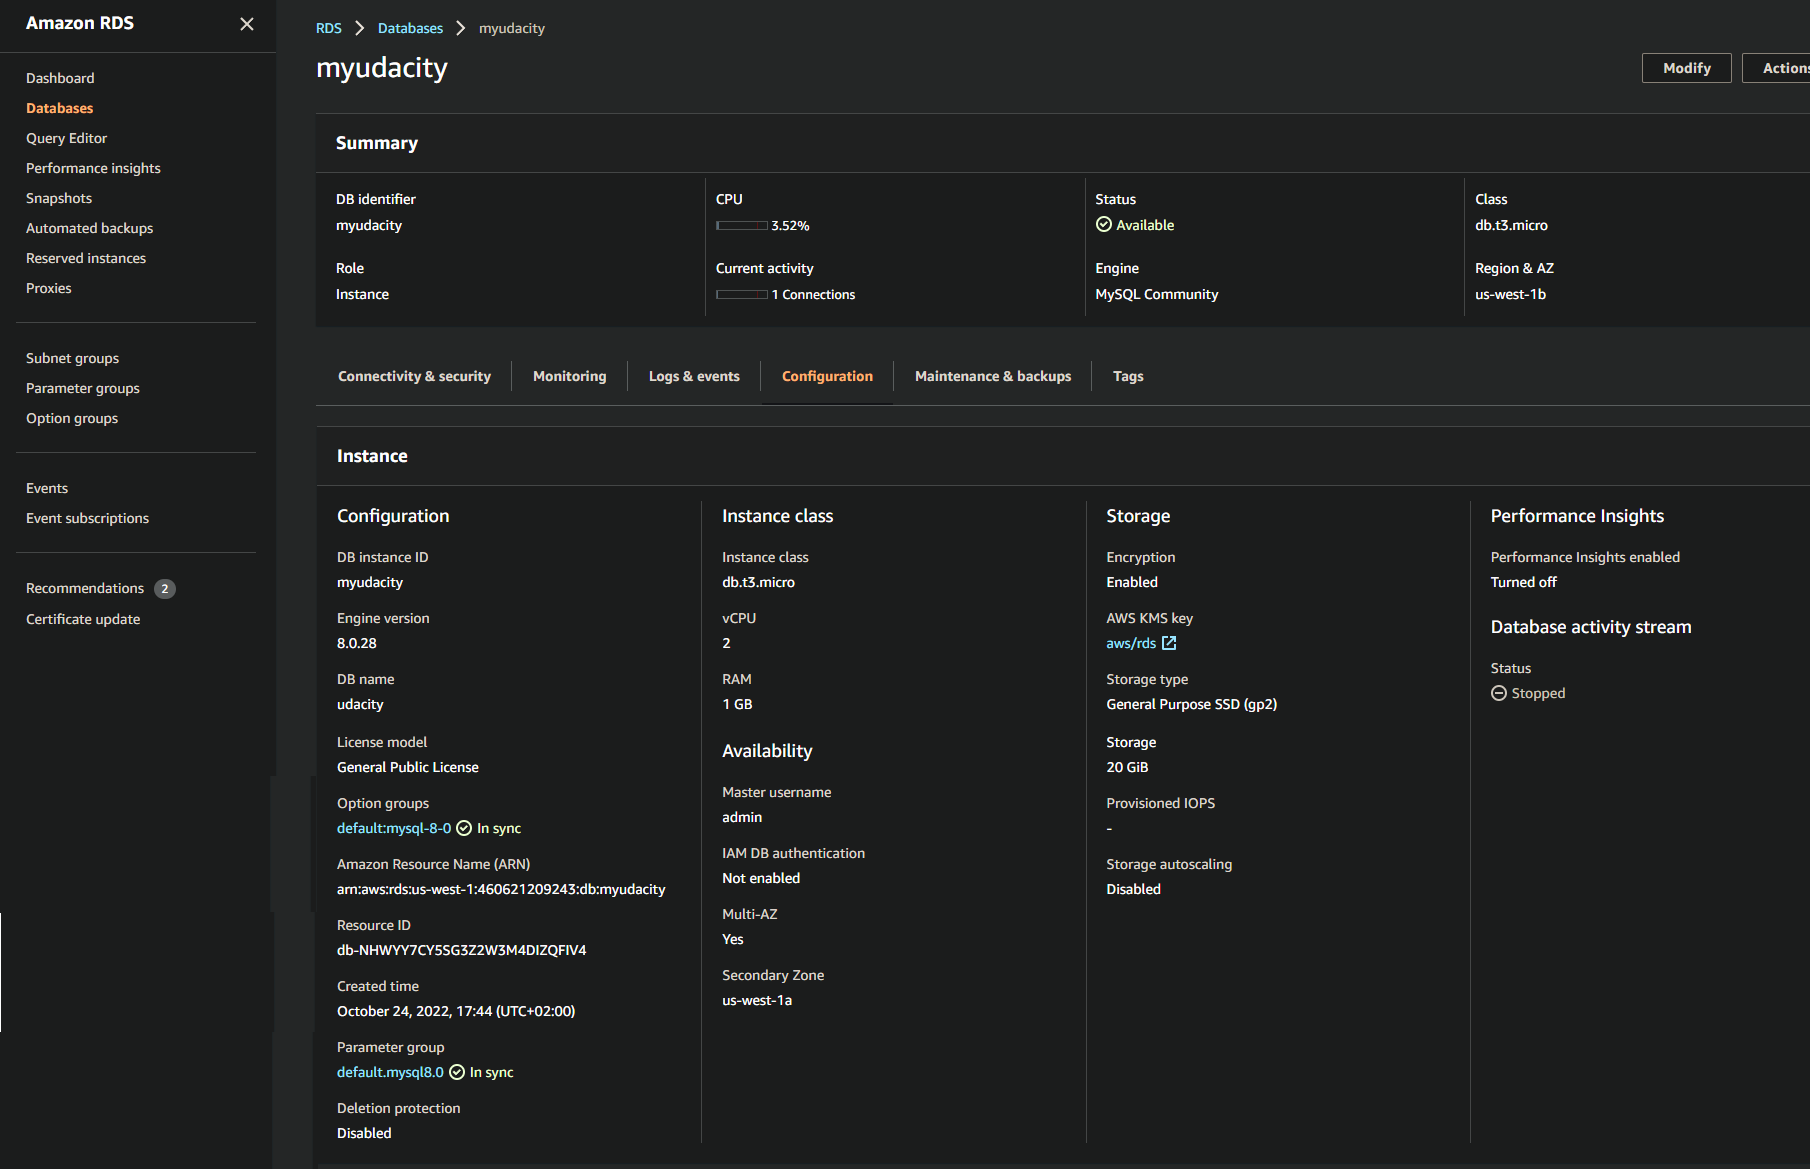 Amazon RDS
Dashboard
Databases
Query Editor
Performance insights
Snapshots
Automated backups
Reserved instances
Proxies
Subnet groups
Parameter groups
Option groups
Events
Event subscriptions
Recommendations 2
Certificate update
RDS > Databases > myudacity
myudacity
Modify
Actions
Summary
DB identifier
myudacity
Role
Instance
CPU
3.52%
Current activity
1 Connections
Status
Available
Engine
MySQL Community
Class
db.t3.micro
Region & AZ
us-west-1b
Connectivity & security
Monitoring
Logs & events
Configuration
Maintenance & backups
Tags
Instance
Configuration
DB instance ID
myudacity
Engine version
8.0.28
DB name
udacity
License model
General Public License
Option groups
default:mysql-8-0 In sync
Amazon Resource Name (ARN)
arn:aws:rds:us-west-1:460621209243:db:myudacity
Resource ID
db-NHWYY7CY5SG3Z2W3M4DIZQFIV4
Created time
October 24, 2022, 17:44 (UTC+02:00)
Parameter group
default.mysql8.0 In sync
Deletion protection
Disabled
Instance class
Instance class
db.t3.micro
vCPU
2
RAM
1 GB
Availability
Master username
admin
IAM DB authentication
Not enabled
Multi-AZ
Yes
Secondary Zone
us-west-1a
Storage
Encryption
Enabled
AWS KMS key
aws/rds
Storage type
General Purpose SSD (gp2)
Storage
20 GiB
Provisioned IOPS
-
Storage autoscaling
Disabled
Performance Insights
Performance Insights enabled
Turned off
Database activity stream
Status
Stopped